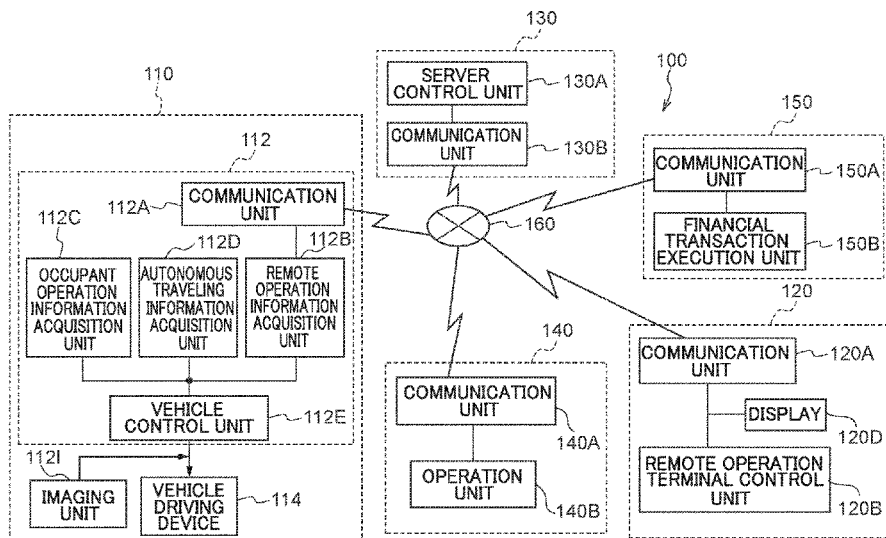 130
100
110
SERVER
CONTROL UNIT
130A
150
112
COMMUNICATION
UNIT
130B
COMMUNICATION
UNIT
150A
112A
COMMUNICATION
UNIT
160
FINANCIAL
TRANSACTION
EXECUTION UNIT
150B
112C
112D
112B
OCCUPANT
OPERATION
INFORMATION
ACQUISITION
UNIT
AUTONOMOUS
TRAVELING
INFORMATION
ACQUISITION
UNIT
REMOTE
OPERATION
INFORMATION
ACQUISITION
UNIT
120
140
COMMUNICATION
UNIT
120A
COMMUNICATION
UNIT
140A
VEHICLE
CONTROL UNIT
112E
DISPLAY
120D
112I
IMAGING
UNIT
VEHICLE
DRIVING
DEVICE
114
OPERATION
UNIT
140B
REMOTE OPERATION
TERMINAL CONTROL
UNIT
120B